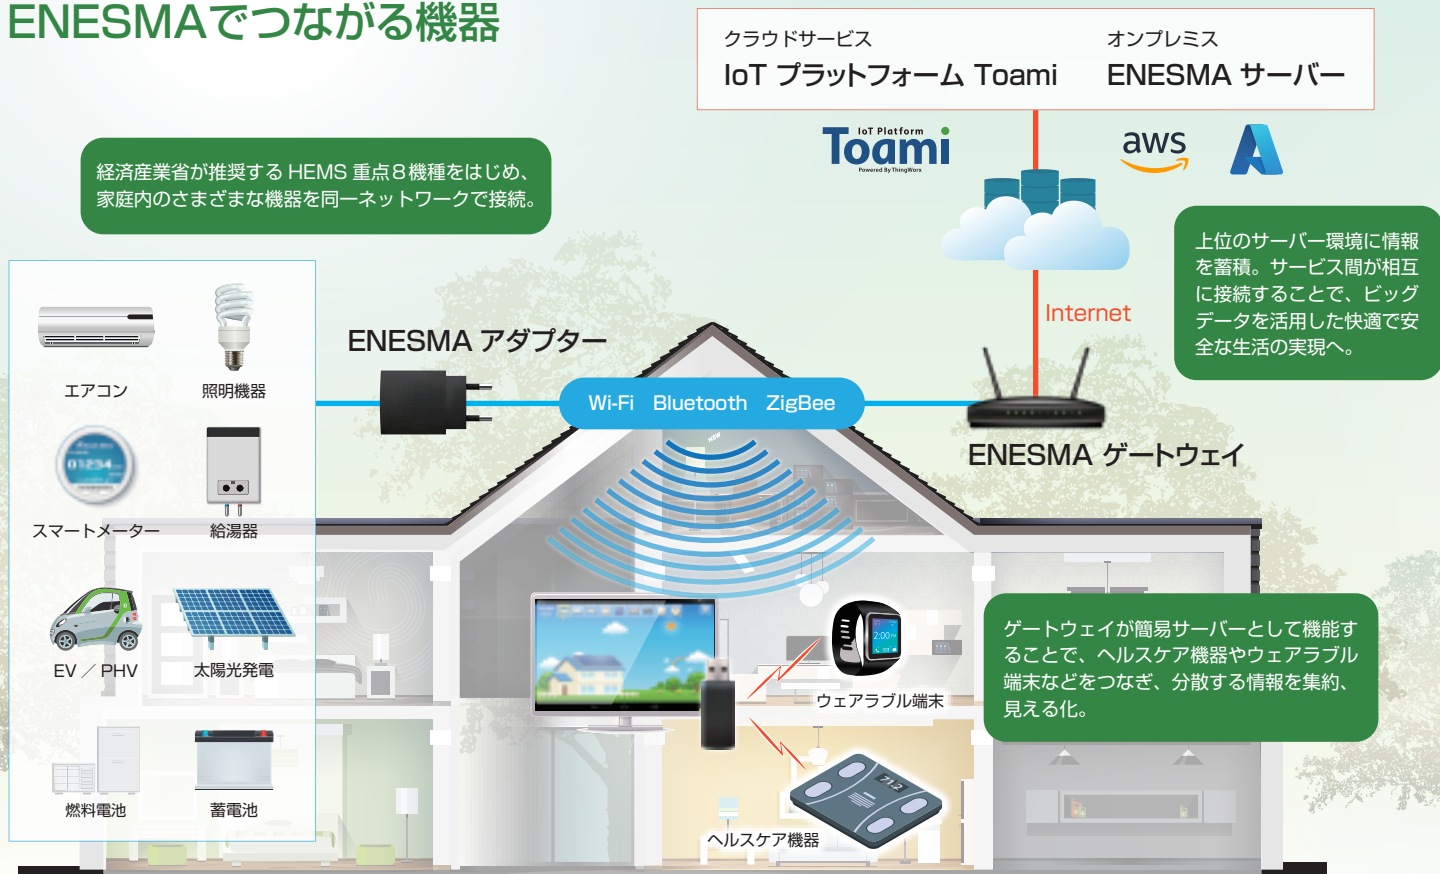 ENESMAでつながる機器
クラウドサービス
IoT プラットフォーム Toami
オンプレミス
ENESMA サーバー
IoT Platform
Toami
Powered By ThingWorx
aws
経済産業省が推奨する HEMS 重点8機種をはじめ、
家庭内のさまざまな機器を同一ネットワークで接続。
上位のサーバー環境に情報
を蓄積。サービス間が相互
に接続することで、ビッグ
データを活用した快適で安
全な生活の実現へ。
Internet
ENESMA アダプター
Wi-Fi Bluetooth ZigBee
ENESMA ゲートウェイ
エアコン
照明機器
01234
スマートメーター
給湯器
EV ／ PHV
太陽光発電
燃料電池
蓄電池
NSW
2:00
ウェアラブル端末
ゲートウェイが簡易サーバーとして機能す
ることで、ヘルスケア機器やウェアラブル
端末などをつなぎ、分散する情報を集約、
見える化。
71.2
ヘルスケア機器